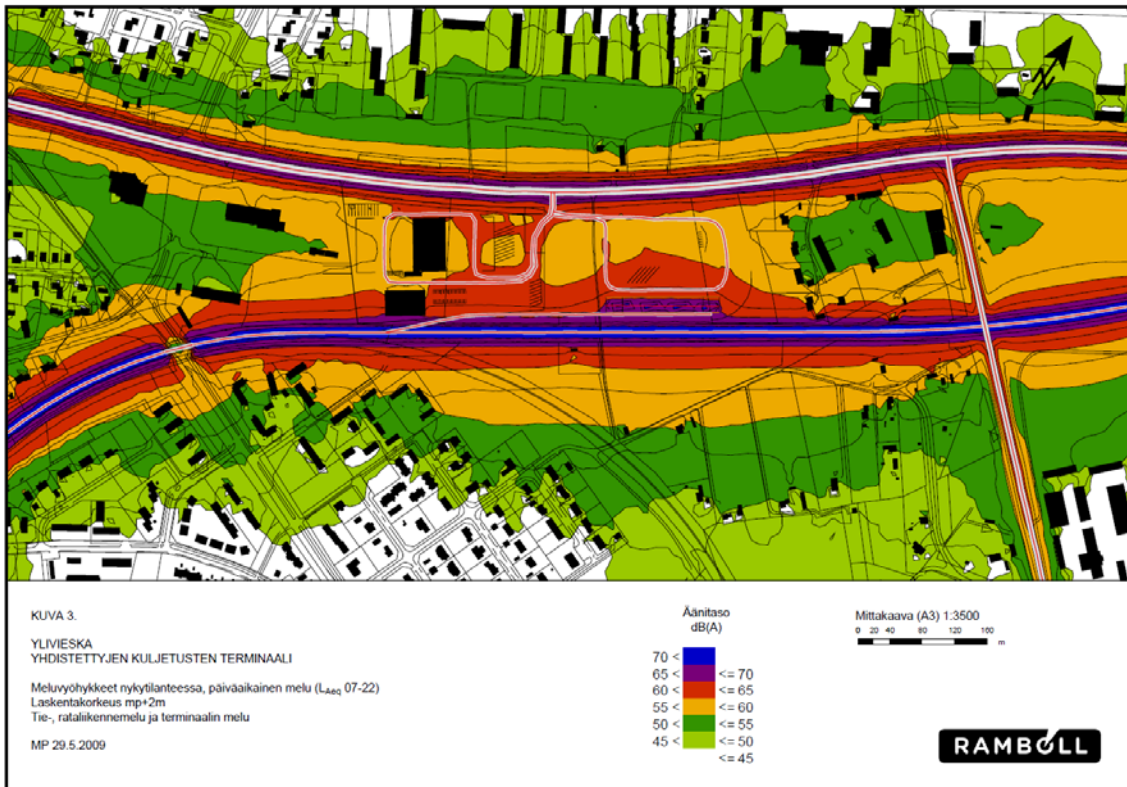 N
KUVA 3.
YLIVIESKA
YHDISTETTYJEN KULJETUSTEN TERMINAALI
Meluvyöhykkeet nykytilanteessa, päiväaikainen melu (LAeq 07-22)
Laskentakorkeus mp+2m
Tie-, rataliikennemelu ja terminaalin melu
MP 29.5.2009
Äänitaso
dB(A)
70 <
65 < <= 70
60 < <= 65
55 < <= 60
50 < <= 55
45 < <= 50
<= 45
Mittakaava (A3) 1:3500
0 20 40 80 120 160
m
RAMBOLL